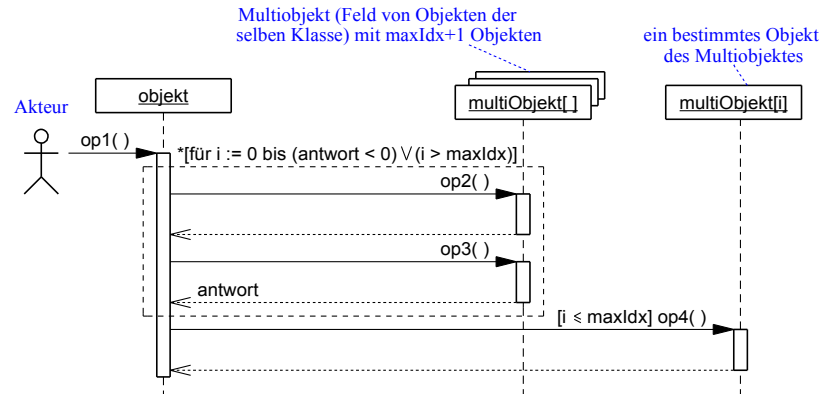 Multiobjekt (Feld von Objekten der
selben Klasse) mit maxIdx+1 Objekten
ein bestimmtes Objekt
des Multiobjektes
Akteur
objekt
multiObjekt[ ]
multiObjekt[i]
op1( )
*[für i := 0 bis (antwort < 0) ∨ (i > maxIdx)]
op2( )
op3( )
antwort
[i ⩽ maxIdx] op4( )